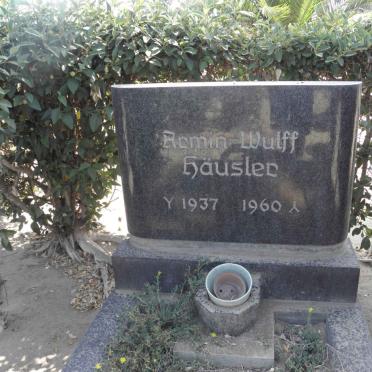 Armin Wulff
Häusler
ᛉ 1937 1960 ᛣ